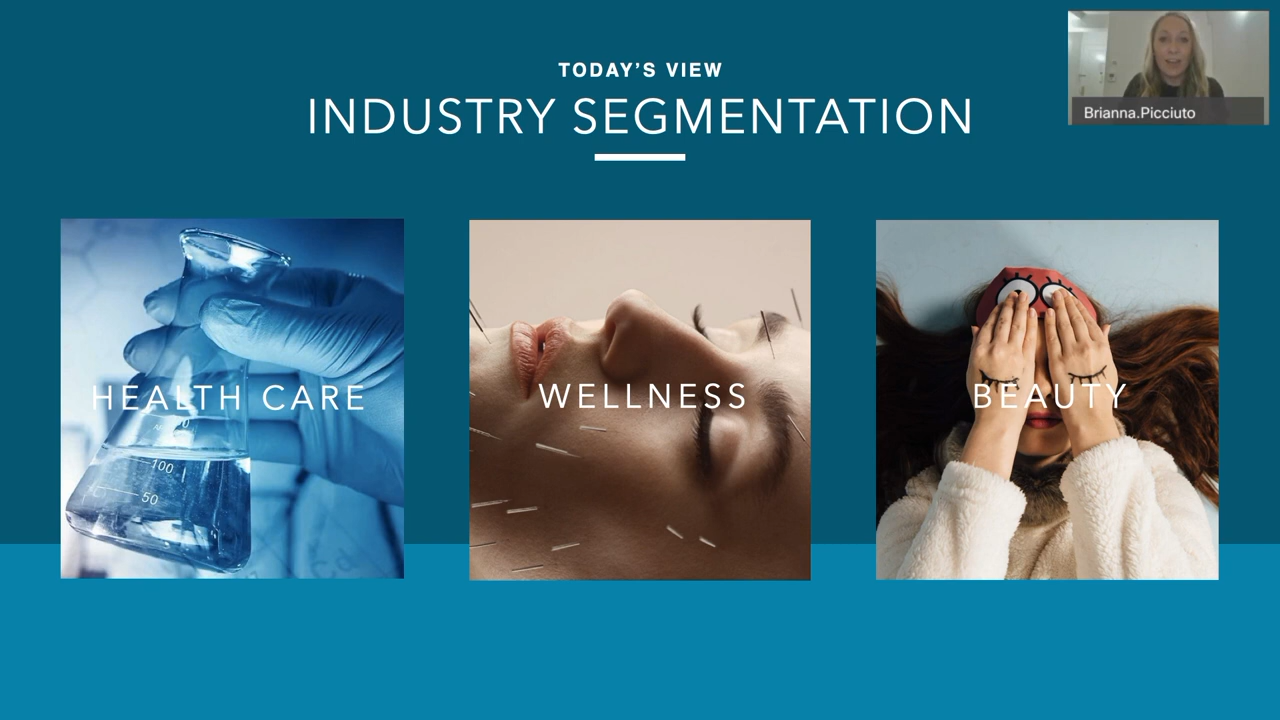 TODAY’S VIEW
INDUSTRY SEGMENTATION
Brianna.Picciuto
HEALTH CARE
100
50
WELLNESS
BEAUTY